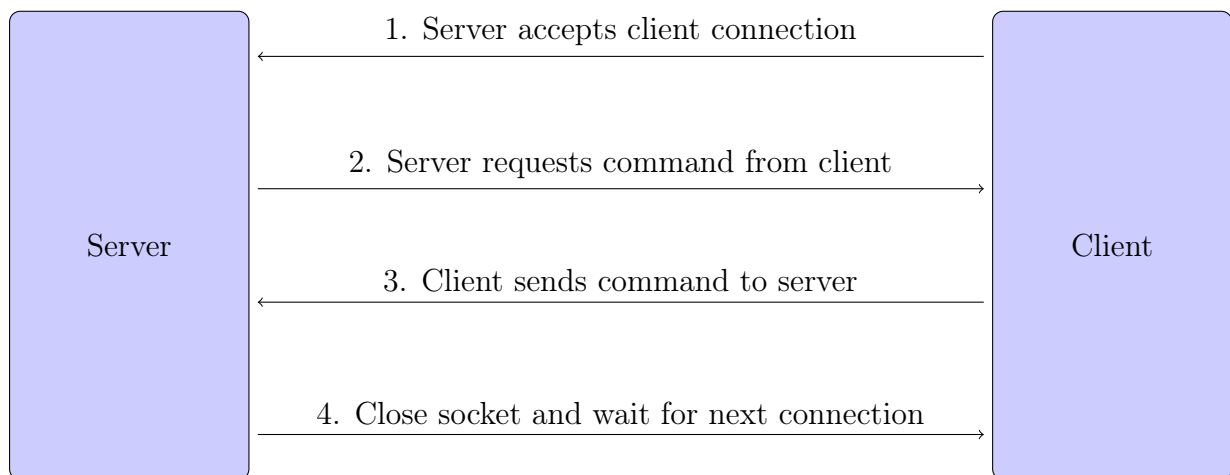 1. Server accepts client connection
2. Server requests command from client
Server
Client
3. Client sends command to server
4. Close socket and wait for next connection